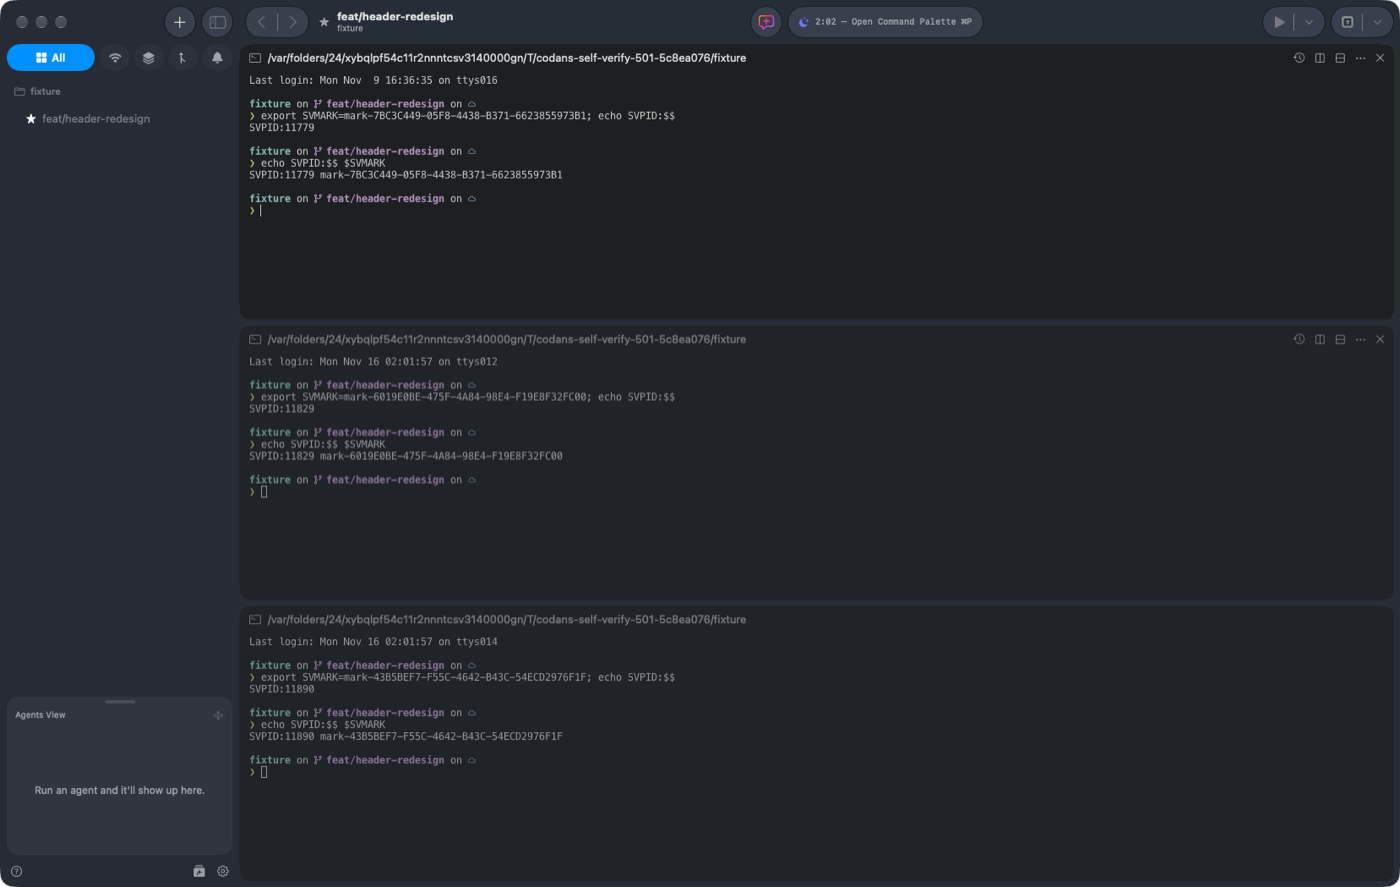 feat/header-redesign
fixture
2:02 — Open Command Palette ⌘P
All
fixture
feat/header-redesign
/var/folders/24/xybqlpf54c11r2nnntcsv3140000gn/T/codans-self-verify-501-5c8ea076/fixture
Last login: Mon Nov  9 16:36:35 on ttys016
fixture on feat/header-redesign on
❯ export SVMARK=mark-7BC3C449-05F8-4438-B371-6623855973B1; echo SVPID:$$
SVPID:11779
fixture on feat/header-redesign on
❯ echo SVPID:$$ $SVMARK
SVPID:11779 mark-7BC3C449-05F8-4438-B371-6623855973B1
fixture on feat/header-redesign on
❯
/var/folders/24/xybqlpf54c11r2nnntcsv3140000gn/T/codans-self-verify-501-5c8ea076/fixture
Last login: Mon Nov 16 02:01:57 on ttys012
fixture on feat/header-redesign on
❯ export SVMARK=mark-6019E0BE-475F-4A84-98E4-F19E8F32FC00; echo SVPID:$$
SVPID:11829
fixture on feat/header-redesign on
❯ echo SVPID:$$ $SVMARK
SVPID:11829 mark-6019E0BE-475F-4A84-98E4-F19E8F32FC00
fixture on feat/header-redesign on
❯
/var/folders/24/xybqlpf54c11r2nnntcsv3140000gn/T/codans-self-verify-501-5c8ea076/fixture
Last login: Mon Nov 16 02:01:57 on ttys014
fixture on feat/header-redesign on
❯ export SVMARK=mark-43B5BEF7-F55C-4642-B43C-54ECD2976F1F; echo SVPID:$$
SVPID:11890
fixture on feat/header-redesign on
❯ echo SVPID:$$ $SVMARK
SVPID:11890 mark-43B5BEF7-F55C-4642-B43C-54ECD2976F1F
fixture on feat/header-redesign on
❯
Agents View
Run an agent and it'll show up here.